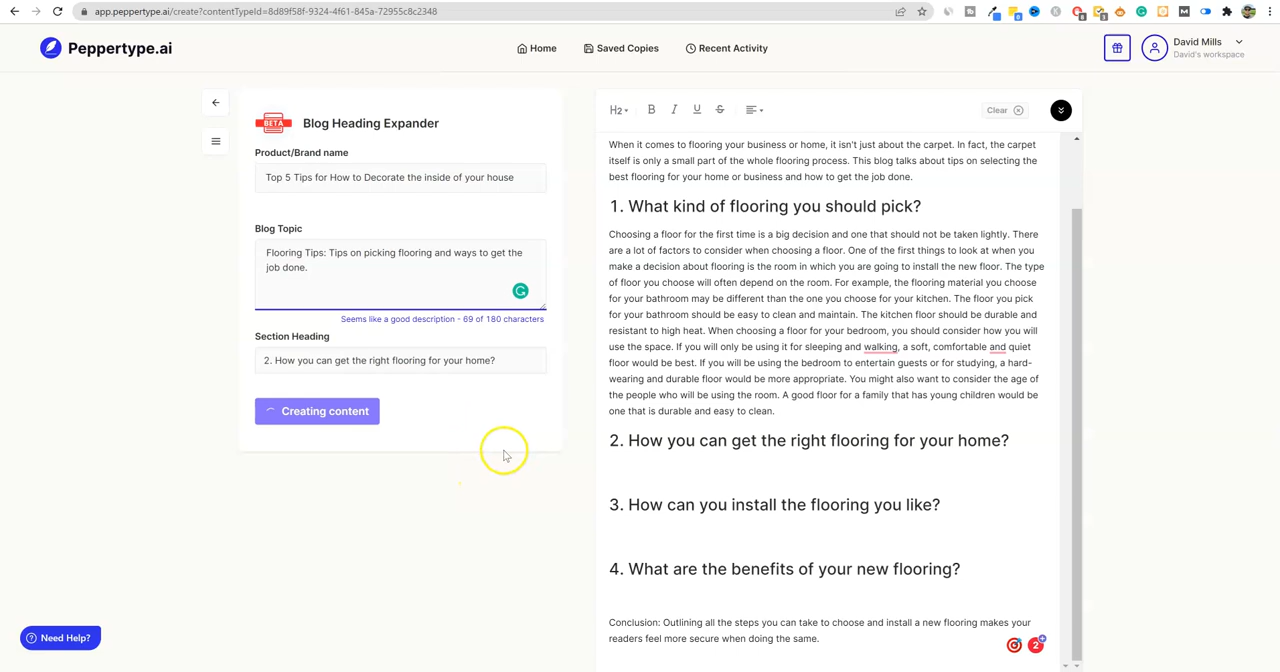 app.peppertype.ai/create?contentTypeId=8d89f58f-9324-4f61-845a-72955c8c2348
Peppertype.ai
Home
Saved Copies
Recent Activity
David Mills
David's workspace
BETA
Blog Heading Expander
Product/Brand name
Top 5 Tips for How to Decorate the inside of your house
Blog Topic
Flooring Tips: Tips on picking flooring and ways to get the
job done.
Seems like a good description - 69 of 180 characters
Section Heading
2. How you can get the right flooring for your home?
Creating content
Need Help?
H2
B
I
U
S
Clear
When it comes to flooring your business or home, it isn't just about the carpet. In fact, the carpet
itself is only a small part of the whole flooring process. This blog talks about tips on selecting the
best flooring for your home or business and how to get the job done.
1. What kind of flooring you should pick?
Choosing a floor for the first time is a big decision and one that should not be taken lightly. There
are a lot of factors to consider when choosing a floor. One of the first things to look at when you
make a decision about flooring is the room in which you are going to install the new floor. The type
of floor you choose will often depend on the room. For example, the flooring material you choose
for your bathroom may be different than the one you choose for your kitchen. The floor you pick
for your bathroom should be easy to clean and maintain. The kitchen floor should be durable and
resistant to high heat. When choosing a floor for your bedroom, you should consider how you will
use the space. If you will only be using it for sleeping and walking, a soft, comfortable and quiet
floor would be best. If you will be using the bedroom to entertain guests or for studying, a hard-
wearing and durable floor would be more appropriate. You might also want to consider the age of
the people who will be using the room. A good floor for a family that has young children would be
one that is durable and easy to clean.
2. How you can get the right flooring for your home?
3. How can you install the flooring you like?
4. What are the benefits of your new flooring?
Conclusion: Outlining all the steps you can take to choose and install a new flooring makes your
readers feel more secure when doing the same.
2